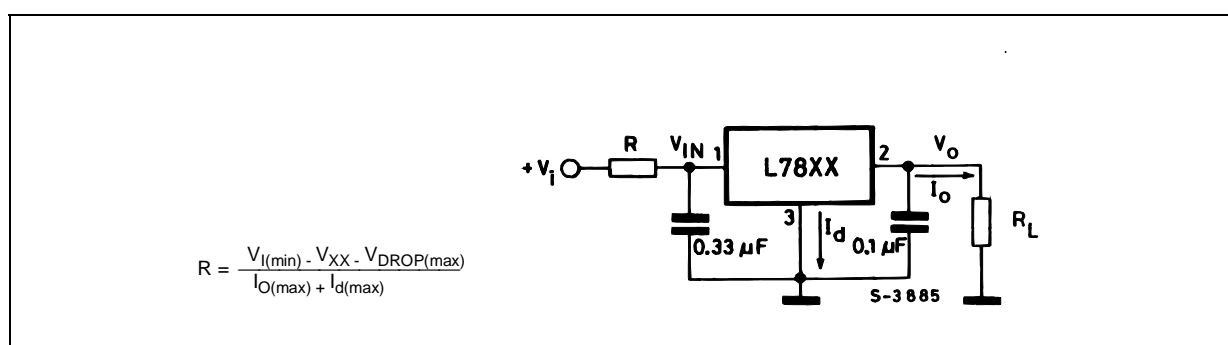 R V_IN 1 L78XX 2 V_O
+V_i I_O
3 I_d R_L
0.33 µF 0.1 µF
R = V_I(min) - V_XX - V_DROP(max)
I_O(max) + I_d(max)
S-3885